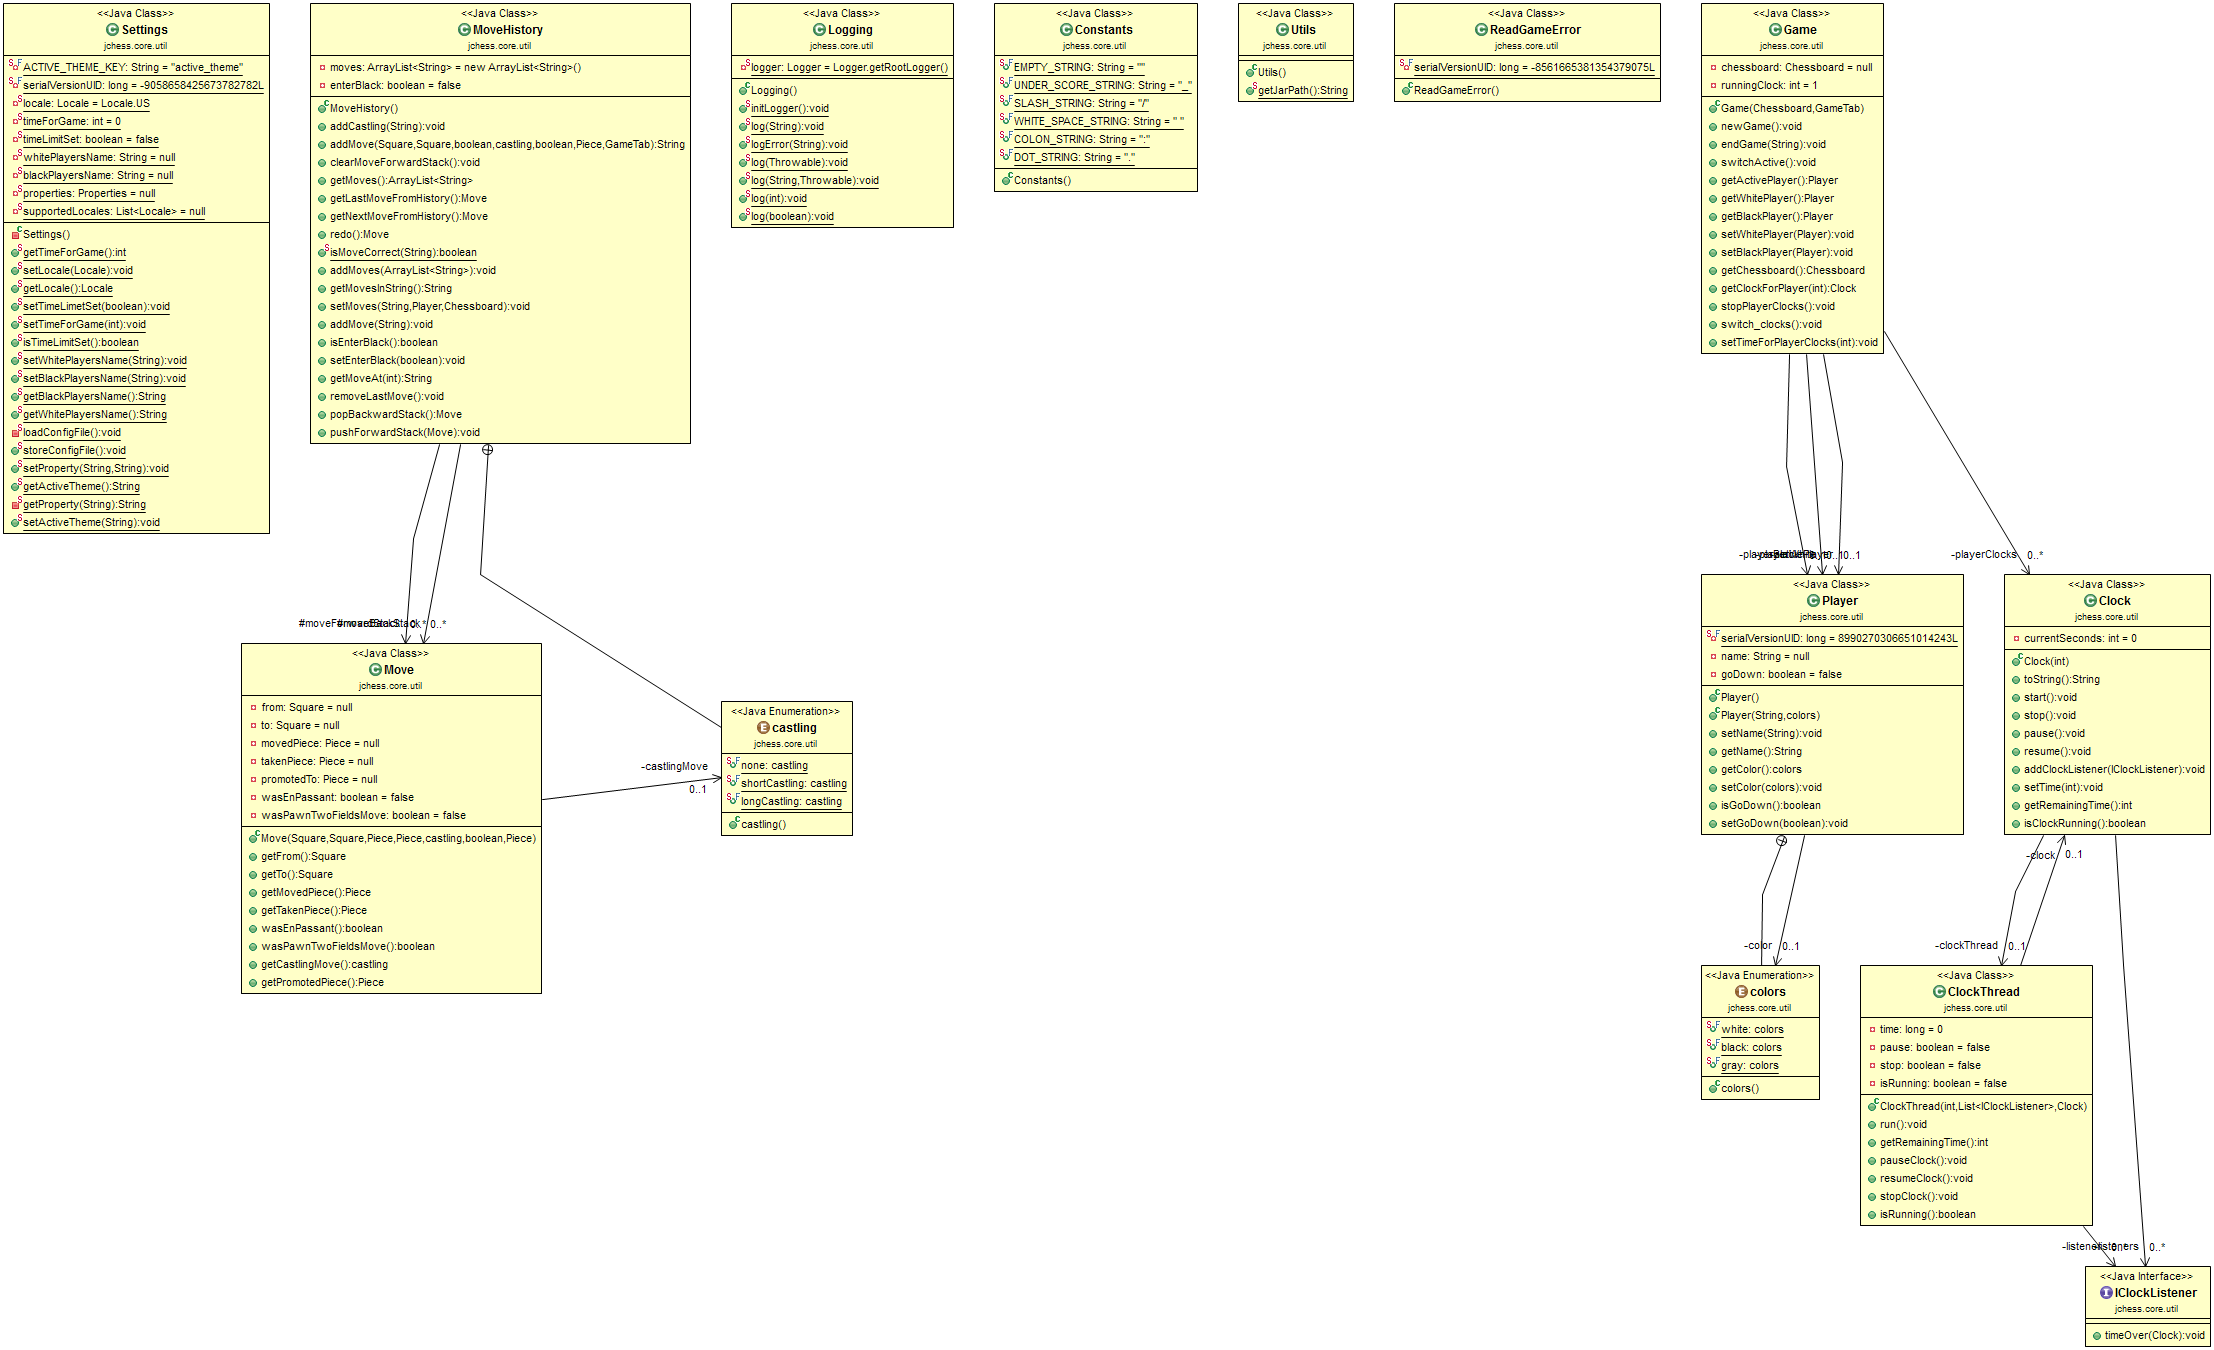 <<Java Class>>
Settings
jchess.core.util
ACTIVE_THEME_KEY: String = "active_theme"
serialVersionUID: long = -9058658425673782782L
locale: Locale = Locale.US
timeForGame: int = 0
timeLimitSet: boolean = false
whitePlayersName: String = null
blackPlayersName: String = null
properties: Properties = null
supportedLocales: List<Locale> = null
Settings()
getTimeForGame():int
setLocale(Locale):void
getLocale():Locale
setTimeLimetSet(boolean):void
setTimeForGame(int):void
isTimeLimitSet():boolean
setWhitePlayersName(String):void
setBlackPlayersName(String):void
getBlackPlayersName():String
getWhitePlayersName():String
loadConfigFile():void
storeConfigFile():void
setProperty(String,String):void
getActiveTheme():String
getProperty(String):String
setActiveTheme(String):void
<<Java Class>>
MoveHistory
jchess.core.util
moves: ArrayList<String> = new ArrayList<String>()
enterBlack: boolean = false
MoveHistory()
addCastling(String):void
addMove(Square,Square,boolean,castling,boolean,Piece,GameTab):String
clearMoveForwardStack():void
getMoves():ArrayList<String>
getLastMoveFromHistory():Move
getNextMoveFromHistory():Move
redo():Move
isMoveCorrect(String):boolean
addMoves(ArrayList<String>):void
getMovesInString():String
setMoves(String,Player,Chessboard):void
addMove(String):void
isEnterBlack():boolean
setEnterBlack(boolean):void
getMoveAt(int):String
removeLastMove():void
popBackwardStack():Move
pushForwardStack(Move):void
<<Java Class>>
Logging
jchess.core.util
logger: Logger = Logger.getRootLogger()
Logging()
initLogger():void
log(String):void
logError(String):void
log(Throwable):void
log(String,Throwable):void
log(int):void
log(boolean):void
<<Java Class>>
Constants
jchess.core.util
EMPTY_STRING: String = ""
UNDER_SCORE_STRING: String = "_"
SLASH_STRING: String = "/"
WHITE_SPACE_STRING: String = " "
COLON_STRING: String = ":"
DOT_STRING: String = "."
Constants()
<<Java Class>>
Utils
jchess.core.util
Utils()
getJarPath():String
<<Java Class>>
ReadGameError
jchess.core.util
serialVersionUID: long = -8561665381354379075L
ReadGameError()
<<Java Class>>
Game
jchess.core.util
chessboard: Chessboard = null
runningClock: int = 1
Game(Chessboard,GameTab)
newGame():void
endGame(String):void
switchActive():void
getActivePlayer():Player
getWhitePlayer():Player
getBlackPlayer():Player
setWhitePlayer(Player):void
setBlackPlayer(Player):void
getChessboard():Chessboard
getClockForPlayer(int):Clock
stopPlayerClocks():void
switch_clocks():void
setTimeForPlayerClocks(int):void
0..1
-playerClocks 0..*
0..*
<<Java Class>>
Move
jchess.core.util
from: Square = null
to: Square = null
movedPiece: Piece = null
takenPiece: Piece = null
promotedTo: Piece = null
wasEnPassant: boolean = false
wasPawnTwoFieldsMove: boolean = false
Move(Square,Square,Piece,Piece,castling,boolean,Piece)
getFrom():Square
getTo():Square
getMovedPiece():Piece
getTakenPiece():Piece
wasEnPassant():boolean
wasPawnTwoFieldsMove():boolean
getCastlingMove():castling
getPromotedPiece():Piece
-castlingMove
0..1
<<Java Enumeration>>
castling
jchess.core.util
none: castling
shortCastling: castling
longCastling: castling
castling()
<<Java Class>>
Player
jchess.core.util
serialVersionUID: long = 8990270306651014243L
name: String = null
goDown: boolean = false
Player()
Player(String,colors)
setName(String):void
getName():String
getColor():colors
setColor(colors):void
isGoDown():boolean
setGoDown(boolean):void
<<Java Class>>
Clock
jchess.core.util
currentSeconds: int = 0
Clock(int)
toString():String
start():void
stop():void
pause():void
resume():void
addClockListener(IClockListener):void
setTime(int):void
getRemainingTime():int
isClockRunning():boolean
-clock 0..1
-color 0..1
-clockThread 0..1
<<Java Enumeration>>
colors
jchess.core.util
white: colors
black: colors
gray: colors
colors()
<<Java Class>>
ClockThread
jchess.core.util
time: long = 0
pause: boolean = false
stop: boolean = false
isRunning: boolean = false
ClockThread(int,List<IClockListener>,Clock)
run():void
getRemainingTime():int
pauseClock():void
resumeClock():void
stopClock():void
isRunning():boolean
0..*
<<Java Interface>>
IClockListener
jchess.core.util
timeOver(Clock):void